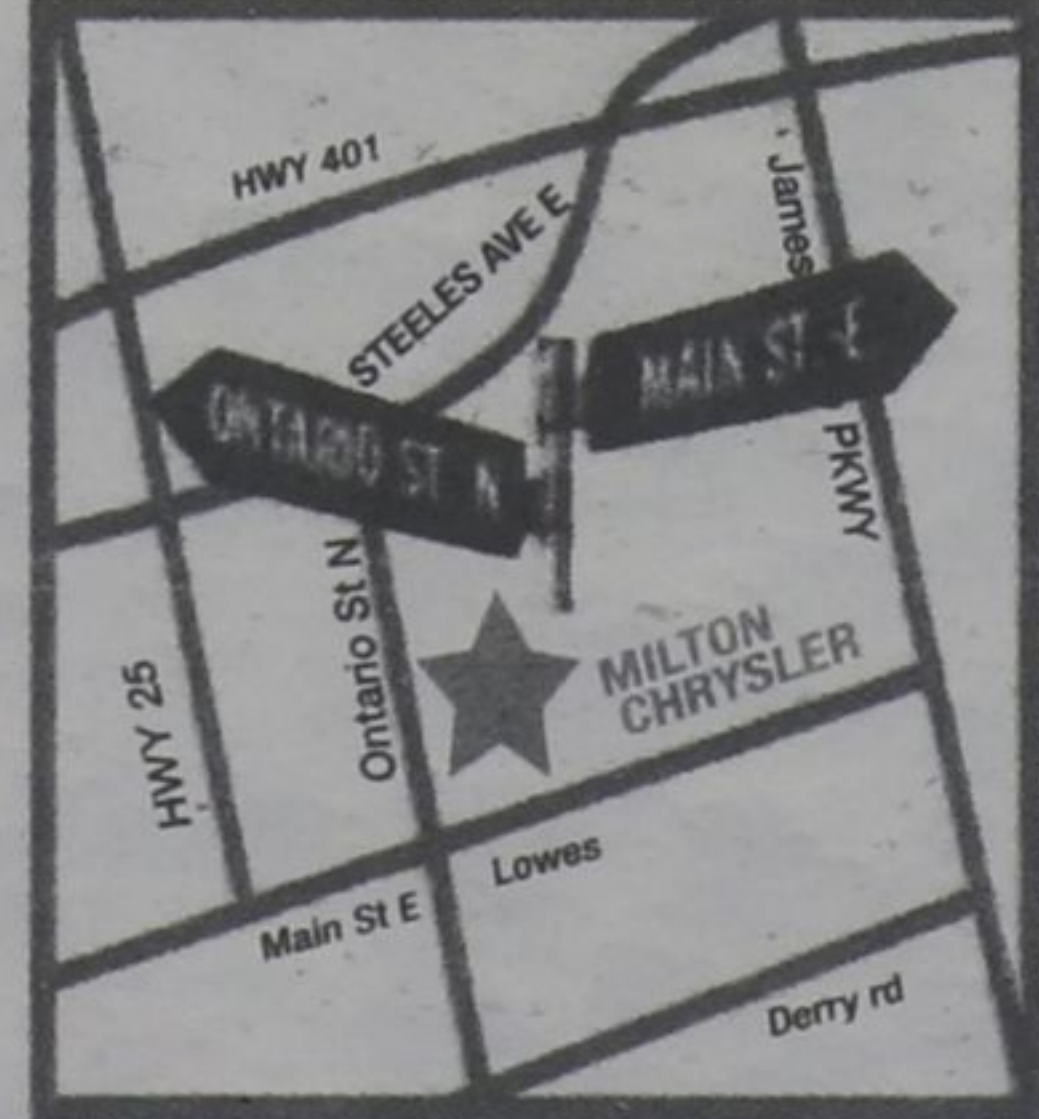 HWY 401
STEELES AVE E
James
MAIN ST E
ONTARIO ST N
PKWY
Ontario St N
MILTON
CHRYSLER
HWY 25
Lowes
Main St E
Derry rd